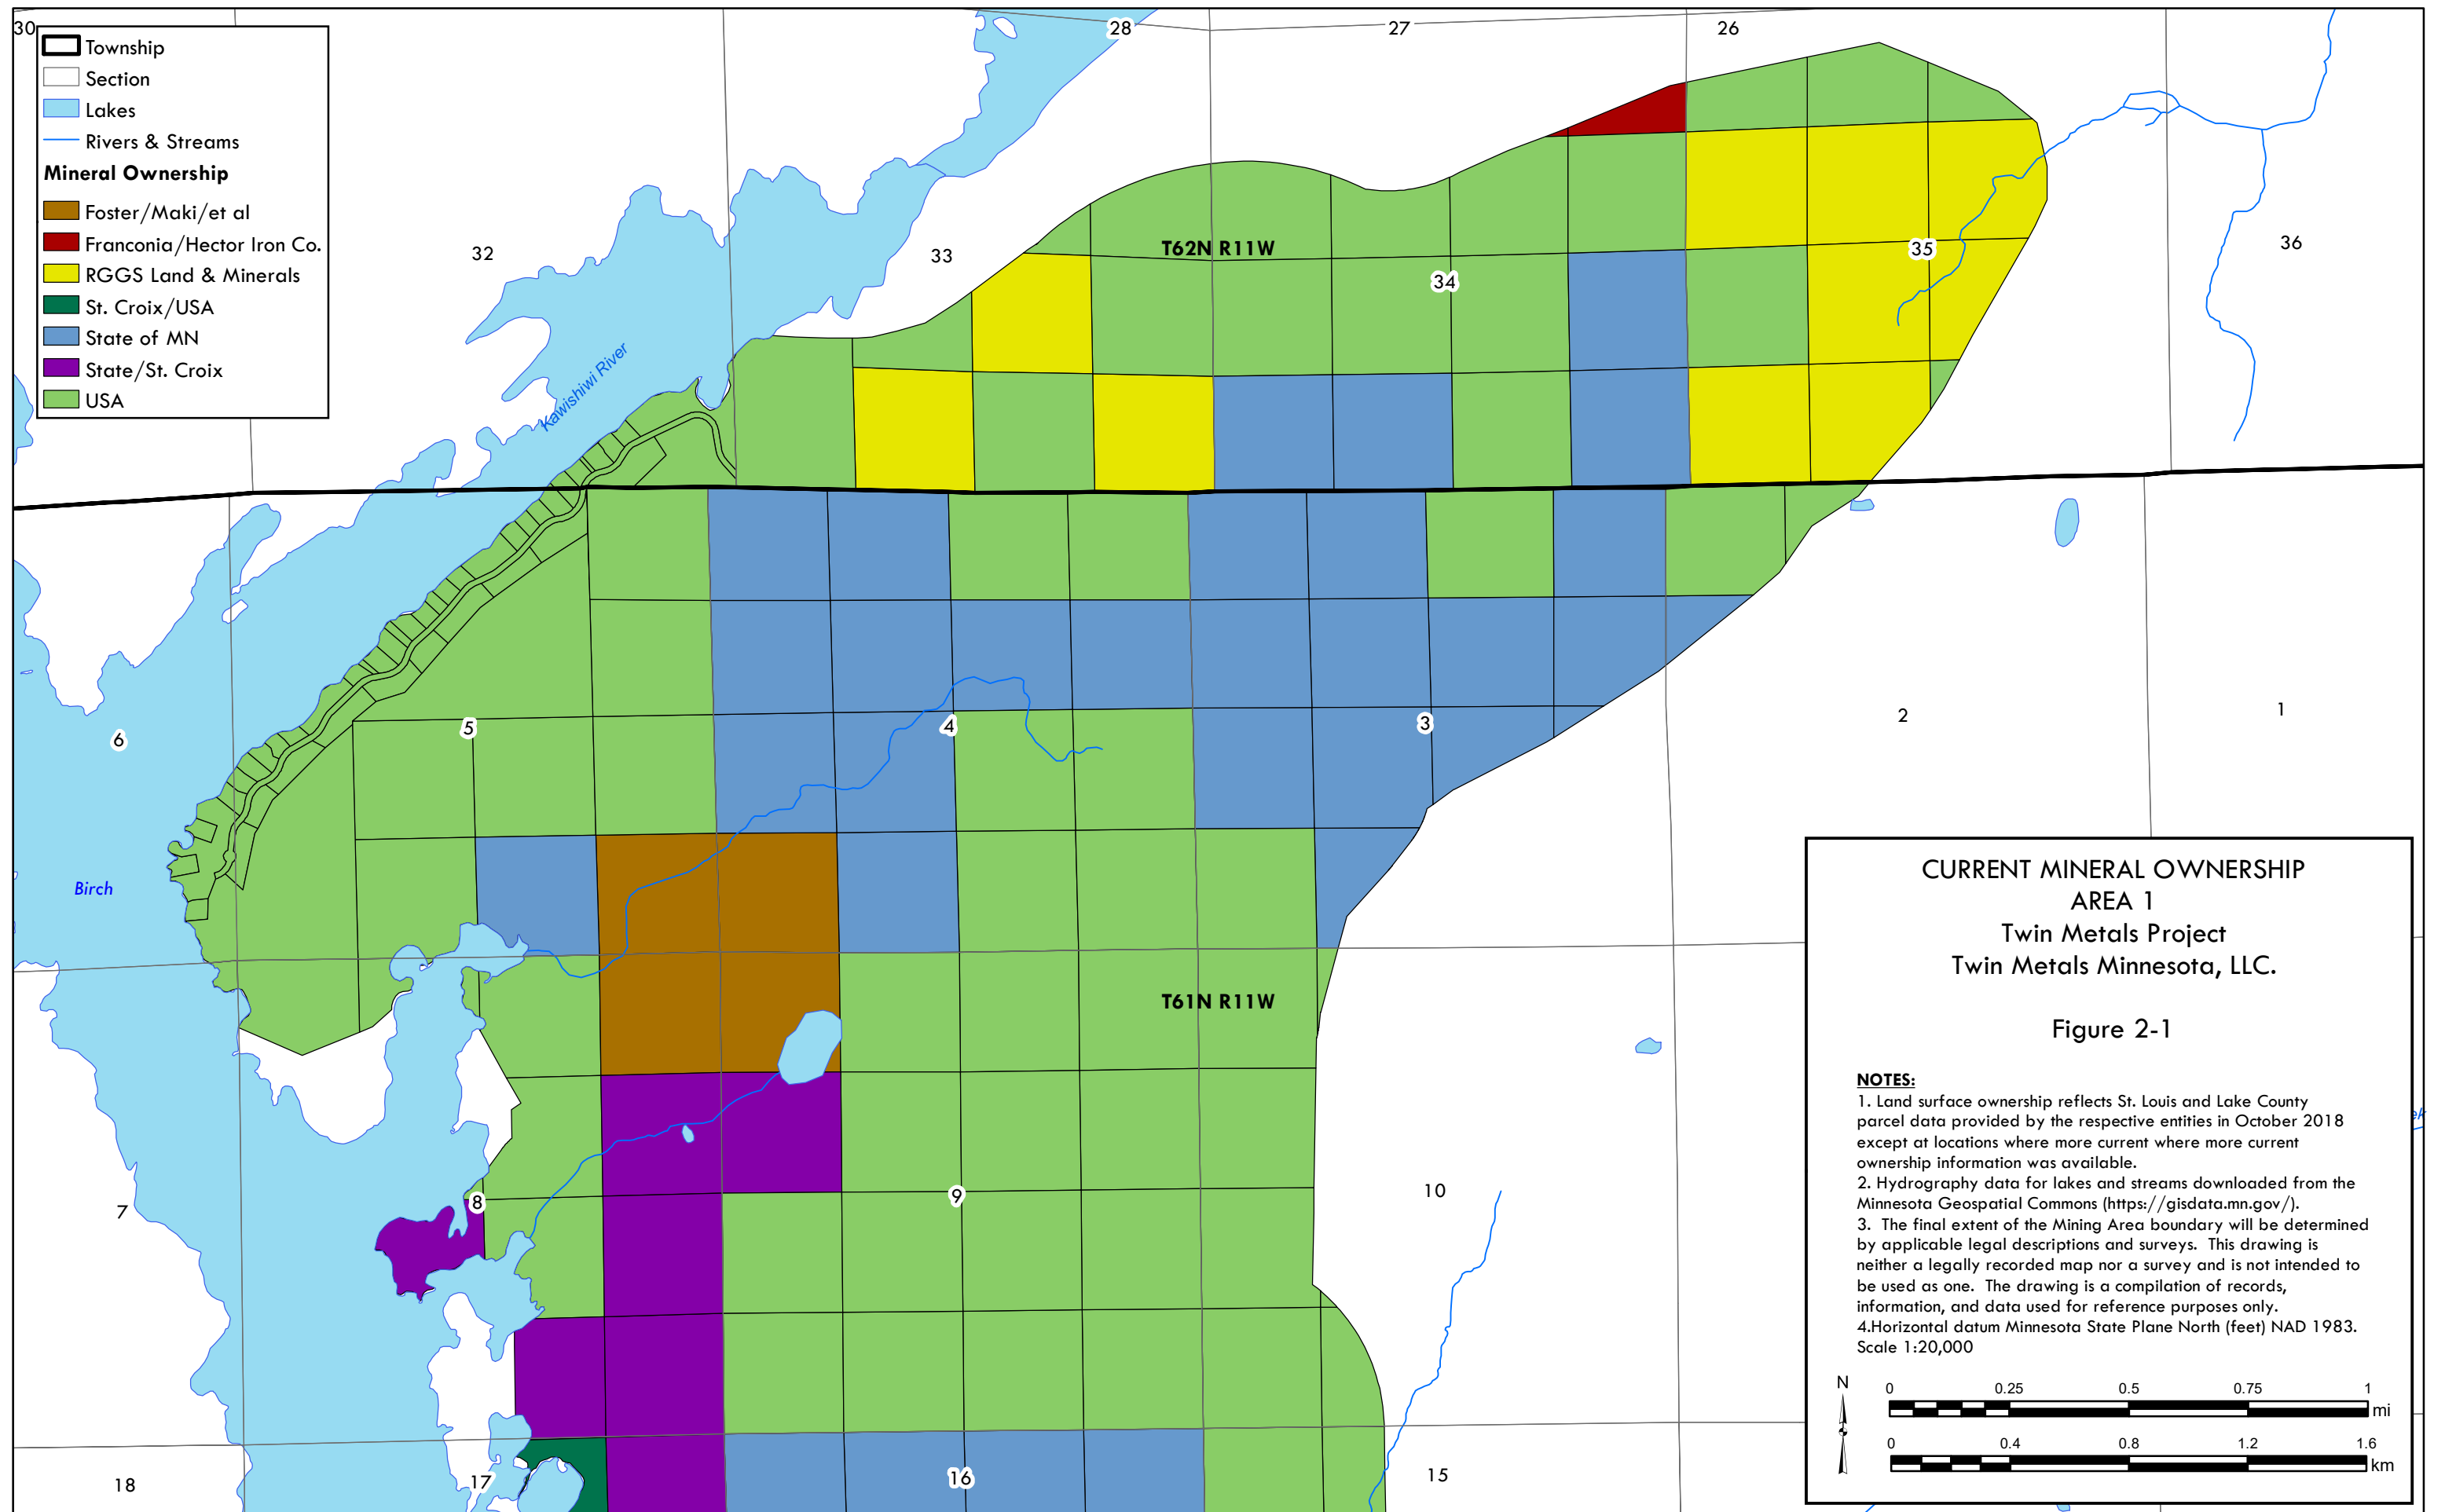 30
28
27
26
Township
Section
Lakes
Rivers & Streams
Mineral Ownership
Foster/Maki/et al
Franconia/Hector Iron Co.
RGGS Land & Minerals
St. Croix/USA
State of MN
State/St. Croix
USA
32
33
T62N R11W
34
35
36
Kawishiwi River
6
5
4
3
2
1
Birch
T61N R11W
7
8
9
10
18
17
16
15
CURRENT MINERAL OWNERSHIP
AREA 1
Twin Metals Project
Twin Metals Minnesota, LLC.
Figure 2-1
NOTES:
1. Land surface ownership reflects St. Louis and Lake County
parcel data provided by the respective entities in October 2018
except at locations where more current where more current
ownership information was available.
2. Hydrography data for lakes and streams downloaded from the
Minnesota Geospatial Commons (https://gisdata.mn.gov/).
3. The final extent of the Mining Area boundary will be determined
by applicable legal descriptions and surveys. This drawing is
neither a legally recorded map nor a survey and is not intended to
be used as one. The drawing is a compilation of records,
information, and data used for reference purposes only.
4.Horizontal datum Minnesota State Plane North (feet) NAD 1983.
Scale 1:20,000
N
0 0.25 0.5 0.75 1
mi
0 0.4 0.8 1.2 1.6
km